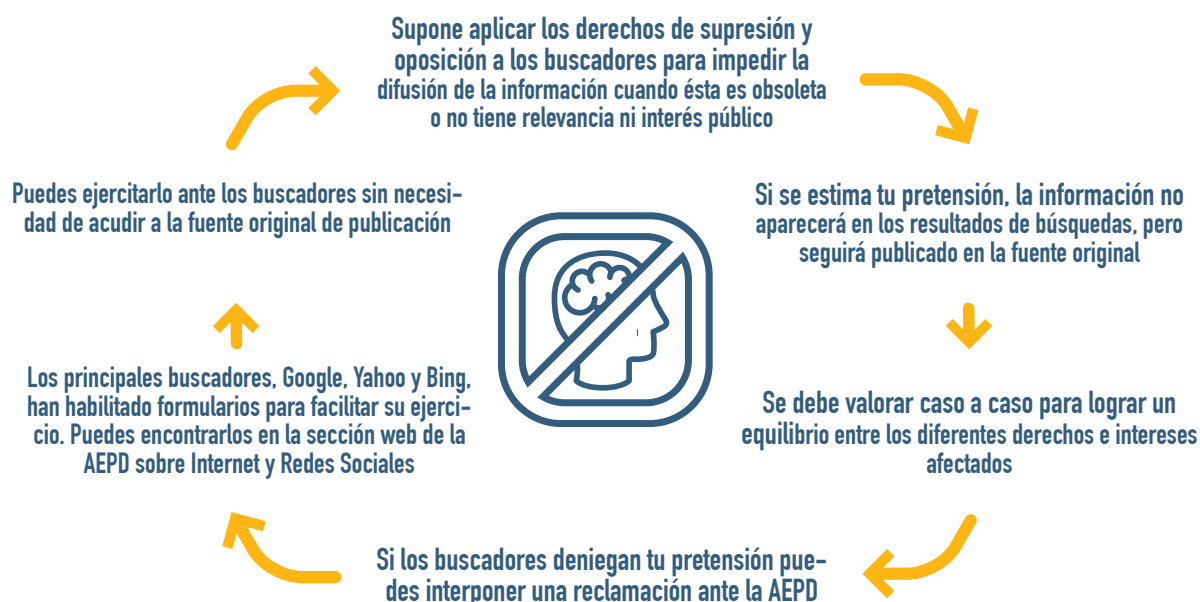 Supone aplicar los derechos de supresión y
oposición a los buscadores para impedir la
difusión de la información cuando ésta es obsoleta
o no tiene relevancia ni interés público
Si se estima tu pretensión, la información no
aparecerá en los resultados de búsquedas, pero
seguirá publicado en la fuente original
Se debe valorar caso a caso para lograr un
equilibrio entre los diferentes derechos e intereses
afectados
Si los buscadores deniegan tu pretensión pue-
des interponer una reclamación ante la AEPD
Los principales buscadores, Google, Yahoo y Bing,
han habilitado formularios para facilitar su ejerci-
cio. Puedes encontrarlos en la sección web de la
AEPD sobre Internet y Redes Sociales
Puedes ejercitarlo ante los buscadores sin necesi-
dad de acudir a la fuente original de publicación